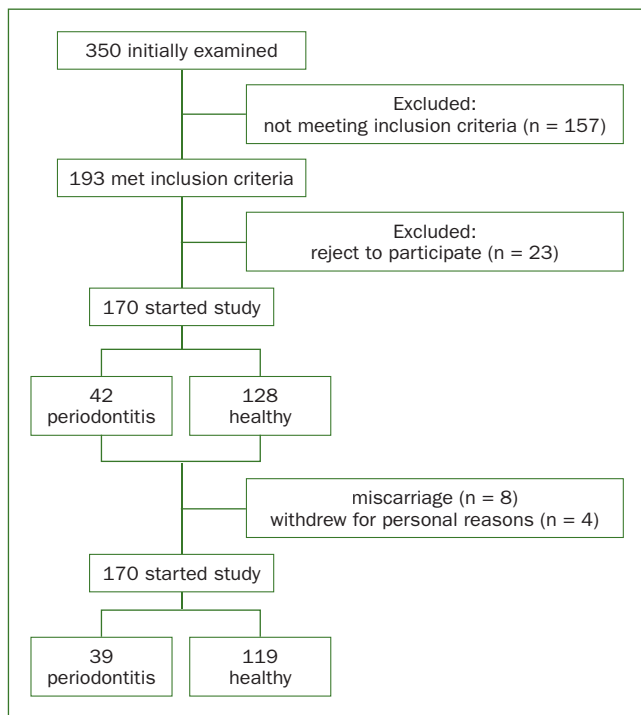 350 initially examined
Excluded:
not meeting inclusion criteria (n = 157)
193 met inclusion criteria
Excluded:
reject to participate (n = 23)
170 started study
42
periodontitis
128
healthy
miscarriage (n = 8)
withdrew for personal reasons (n = 4)
170 started study
39
periodontitis
119
healthy